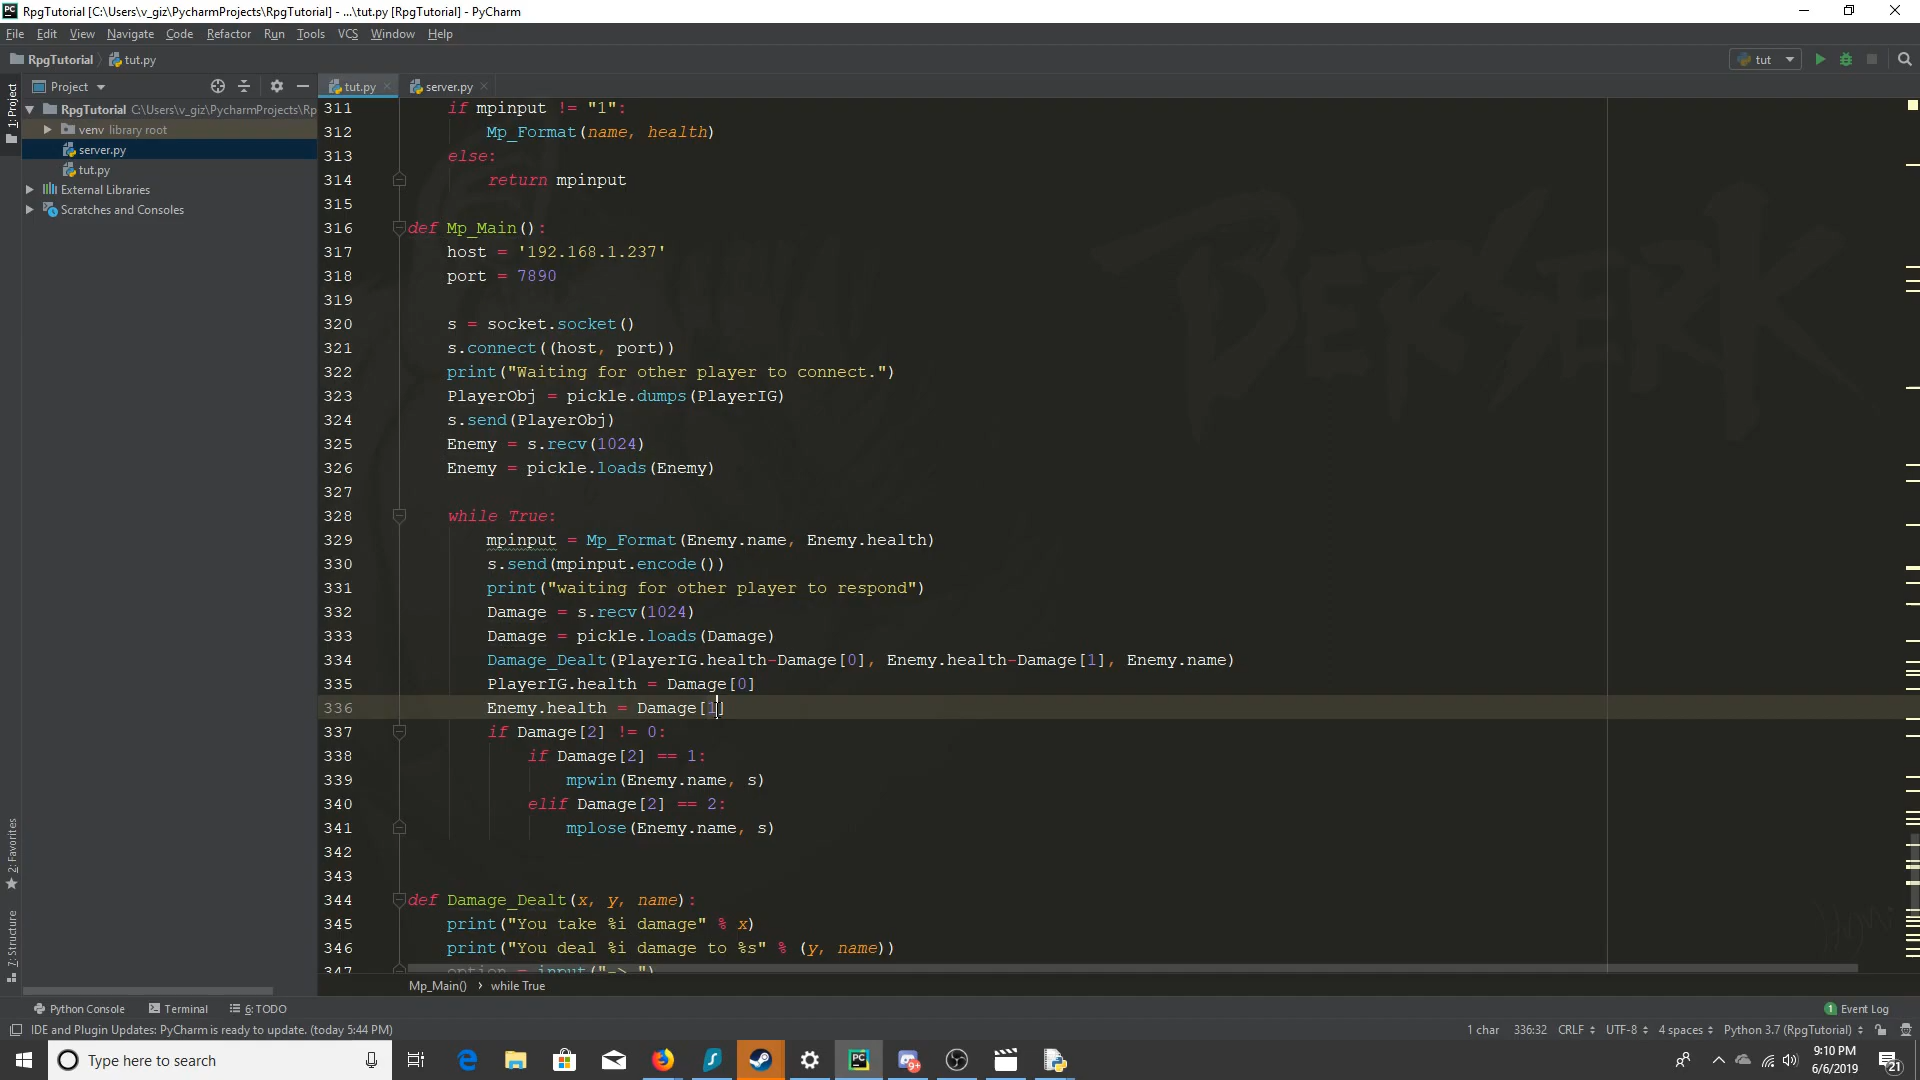 RpgTutorial [C:\Users\v_giz\PycharmProjects\RpgTutorial] - ...\tut.py [RpgTutorial] - PyCharm
File Edit View Navigate Code Refactor Run Tools VCS Window Help
RpgTutorial tut.py tut
Project tut.py server.py
1: Project
RpgTutorial C:\Users\v_giz\PycharmProjects\Rp
venv library root
server.py
tut.py
External Libraries
Scratches and Consoles
2: Favorites
7: Structure
311 if mpinput != "1":
312 Mp_Format(name, health)
313 else:
314 return mpinput
315
316 def Mp_Main():
317 host = '192.168.1.237'
318 port = 7890
319
320 s = socket.socket()
321 s.connect((host, port))
322 print("Waiting for other player to connect.")
323 PlayerObj = pickle.dumps(PlayerIG)
324 s.send(PlayerObj)
325 Enemy = s.recv(1024)
326 Enemy = pickle.loads(Enemy)
327
328 while True:
329 mpinput = Mp_Format(Enemy.name, Enemy.health)
330 s.send(mpinput.encode())
331 print("waiting for other player to respond")
332 Damage = s.recv(1024)
333 Damage = pickle.loads(Damage)
334 Damage_Dealt(PlayerIG.health-Damage[0], Enemy.health-Damage[1], Enemy.name)
335 PlayerIG.health = Damage[0]
336 Enemy.health = Damage[1]
337 if Damage[2] != 0:
338 if Damage[2] == 1:
339 mpwin(Enemy.name, s)
340 elif Damage[2] == 2:
341 mplose(Enemy.name, s)
342
343
344 def Damage_Dealt(x, y, name):
345 print("You take %i damage" % x)
346 print("You deal %i damage to %s" % (y, name))
347 option = input("-> ")
BERSERK
Mp_Main() › while True
Python Console Terminal 6: TODO 1 Event Log
IDE and Plugin Updates: PyCharm is ready to update. (today 5:44 PM) 1 char 336:32 CRLF UTF-8 4 spaces Python 3.7 (RpgTutorial)
Type here to search
9:10 PM
6/6/2019
21